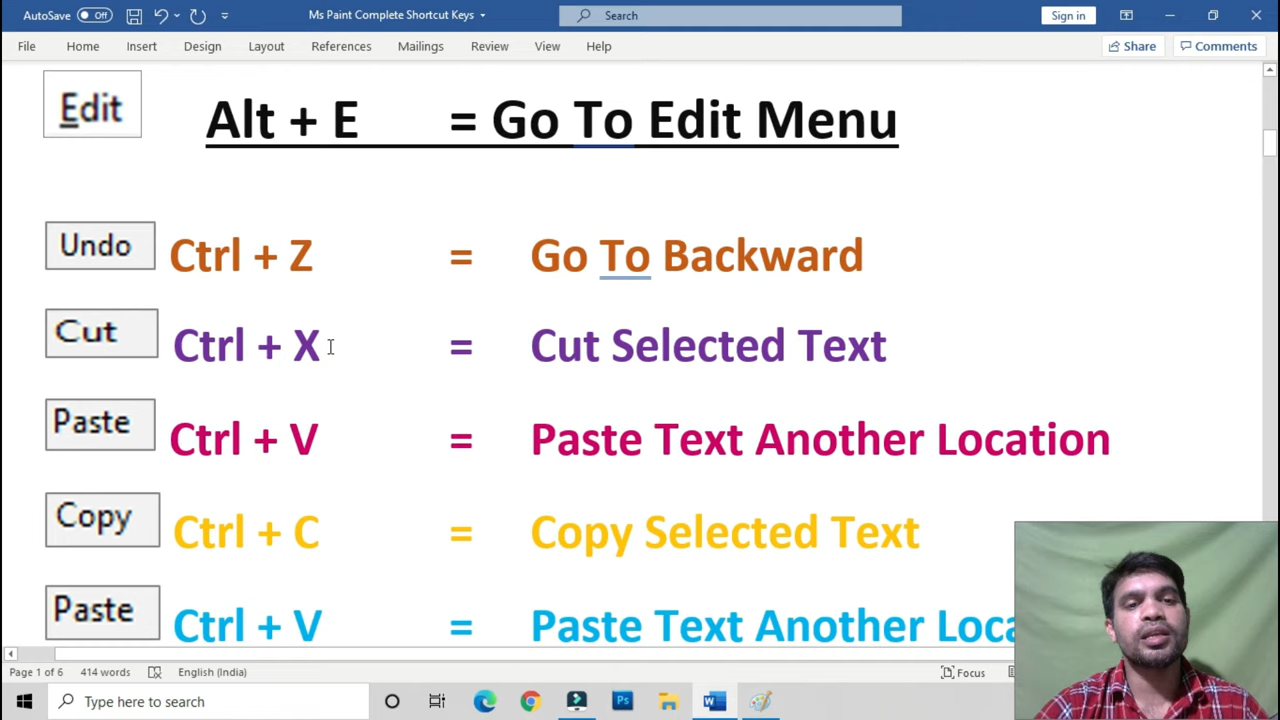 AutoSave Off Ms Paint Complete Shortcut Keys Search Sign in
File Home Insert Design Layout References Mailings Review View Help Share Comments
Edit Alt + E = Go To Edit Menu
Undo Ctrl + Z = Go To Backward
Cut Ctrl + X = Cut Selected Text
Paste Ctrl + V = Paste Text Another Location
Copy Ctrl + C = Copy Selected Text
Paste Ctrl + V = Paste Text Another Loca
Page 1 of 6 414 words English (India) Focus
Type here to search Ps W